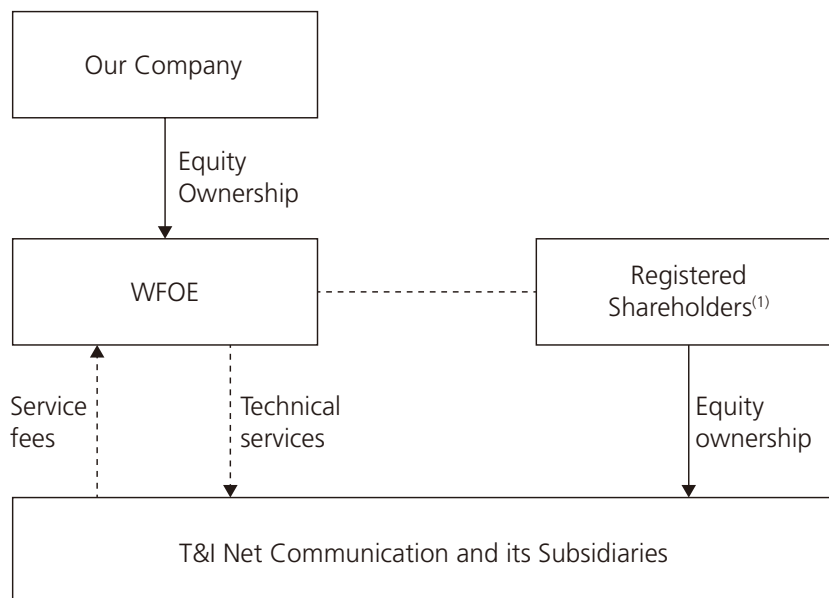 Our Company
Equity
Ownership
WFOE
Registered
Shareholders(1)
Service
fees
Technical
services
Equity
ownership
T&I Net Communication and its Subsidiaries